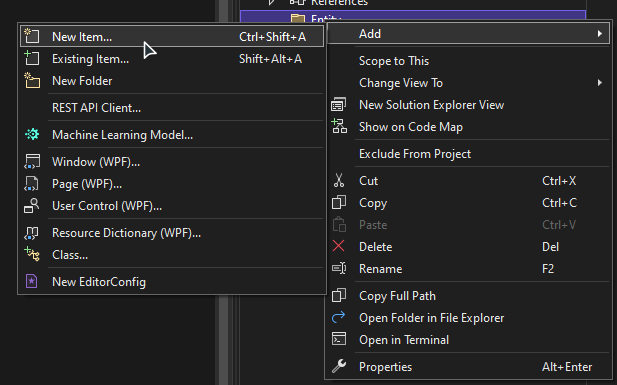 References
Entity
New Item... Ctrl+Shift+A
Existing Item... Shift+Alt+A
New Folder
REST API Client...
Machine Learning Model...
Window (WPF)...
Page (WPF)...
User Control (WPF)...
Resource Dictionary (WPF)...
Class...
New EditorConfig
Add
Scope to This
Change View To
New Solution Explorer View
Show on Code Map
Exclude From Project
Cut Ctrl+X
Copy Ctrl+C
Paste Ctrl+V
Delete Del
Rename F2
Copy Full Path
Open Folder in File Explorer
Open in Terminal
Properties Alt+Enter